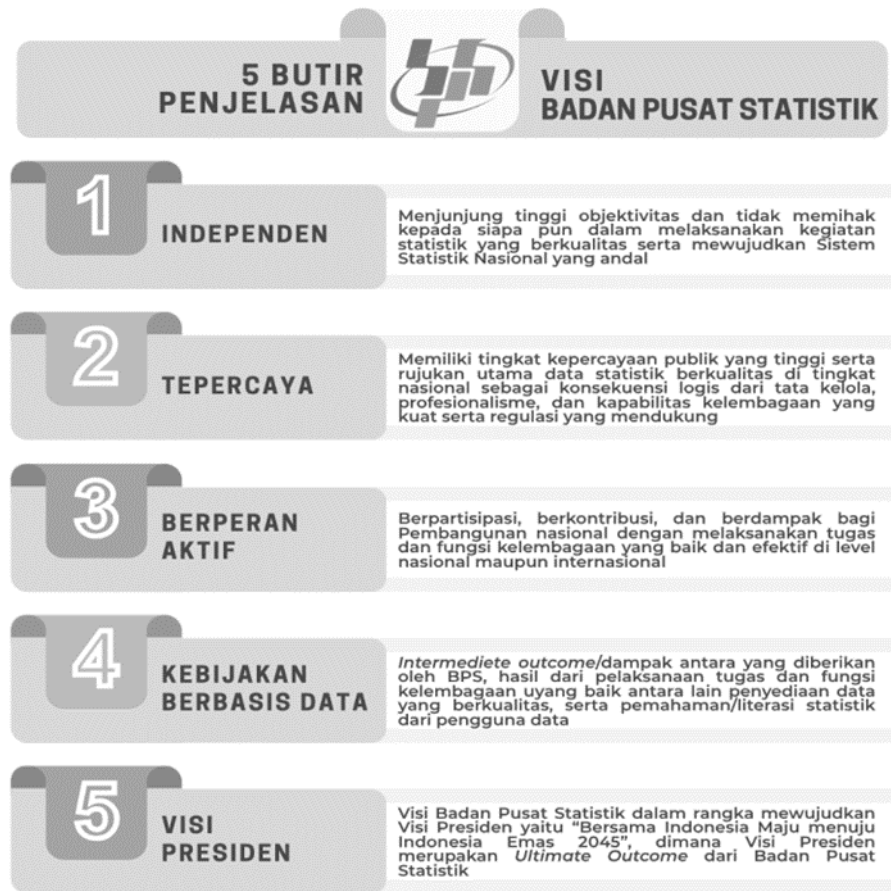 5 BUTIR
PENJELASAN
VISI
BADAN PUSAT STATISTIK
1
INDEPENDEN
Menjunjung tinggi objektivitas dan tidak memihak
kepada siapa pun dalam melaksanakan kegiatan
statistik yang berkualitas serta mewujudkan Sistem
Statistik Nasional yang andal
2
TEPERCAYA
Memiliki tingkat kepercayaan publik yang tinggi serta
rujukan utama data statistik berkualitas di tingkat
nasional sebagai konsekuensi logis dari tata kelola,
profesionalisme, dan kapabilitas kelembagaan yang
kuat serta regulasi yang mendukung
3
BERPERAN
AKTIF
Berpartisipasi, berkontribusi, dan berdampak bagi
Pembangunan nasional dengan melaksanakan tugas
dan fungsi kelembagaan yang baik dan efektif di level
nasional maupun internasional
4
KEBIJAKAN
BERBASIS DATA
Intermediete outcome/dampak antara yang diberikan
oleh BPS, hasil dari pelaksanaan tugas dan fungsi
kelembagaan uyang baik antara lain penyediaan data
yang berkualitas, serta pemahaman/literasi statistik
dari pengguna data
5
VISI
PRESIDEN
Visi Badan Pusat Statistik dalam rangka mewujudkan
Visi Presiden yaitu “Bersama Indonesia Maju menuju
Indonesia Emas 2045”, dimana Visi Presiden
merupakan Ultimate Outcome dari Badan Pusat
Statistik